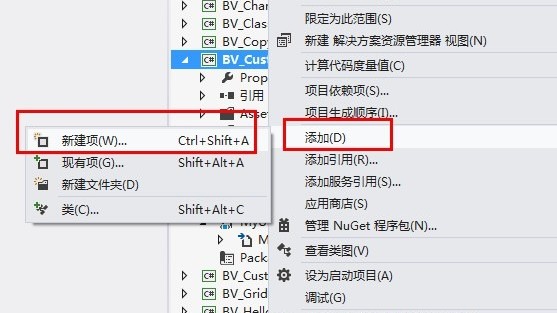 BV_Char
BV_Clas
BV_Cop
BV_Cust
Prop
引用
Asse
新建项(W)... Ctrl+Shift+A
现有项(G)... Shift+Alt+A
新建文件夹(D)
类(C)... Shift+Alt+C
M
Packa
BV_Cust
BV_Grid
BV_Hello
限定为此范围(S)
新建 解决方案资源管理器 视图(N)
计算代码度量值(C)
项目依赖项(S)...
项目生成顺序(I)...
添加(D)
添加引用(R)...
添加服务引用(S)...
应用商店(S)
管理 NuGet 程序包(N)...
查看类图(V)
设为启动项目(A)
调试(G)